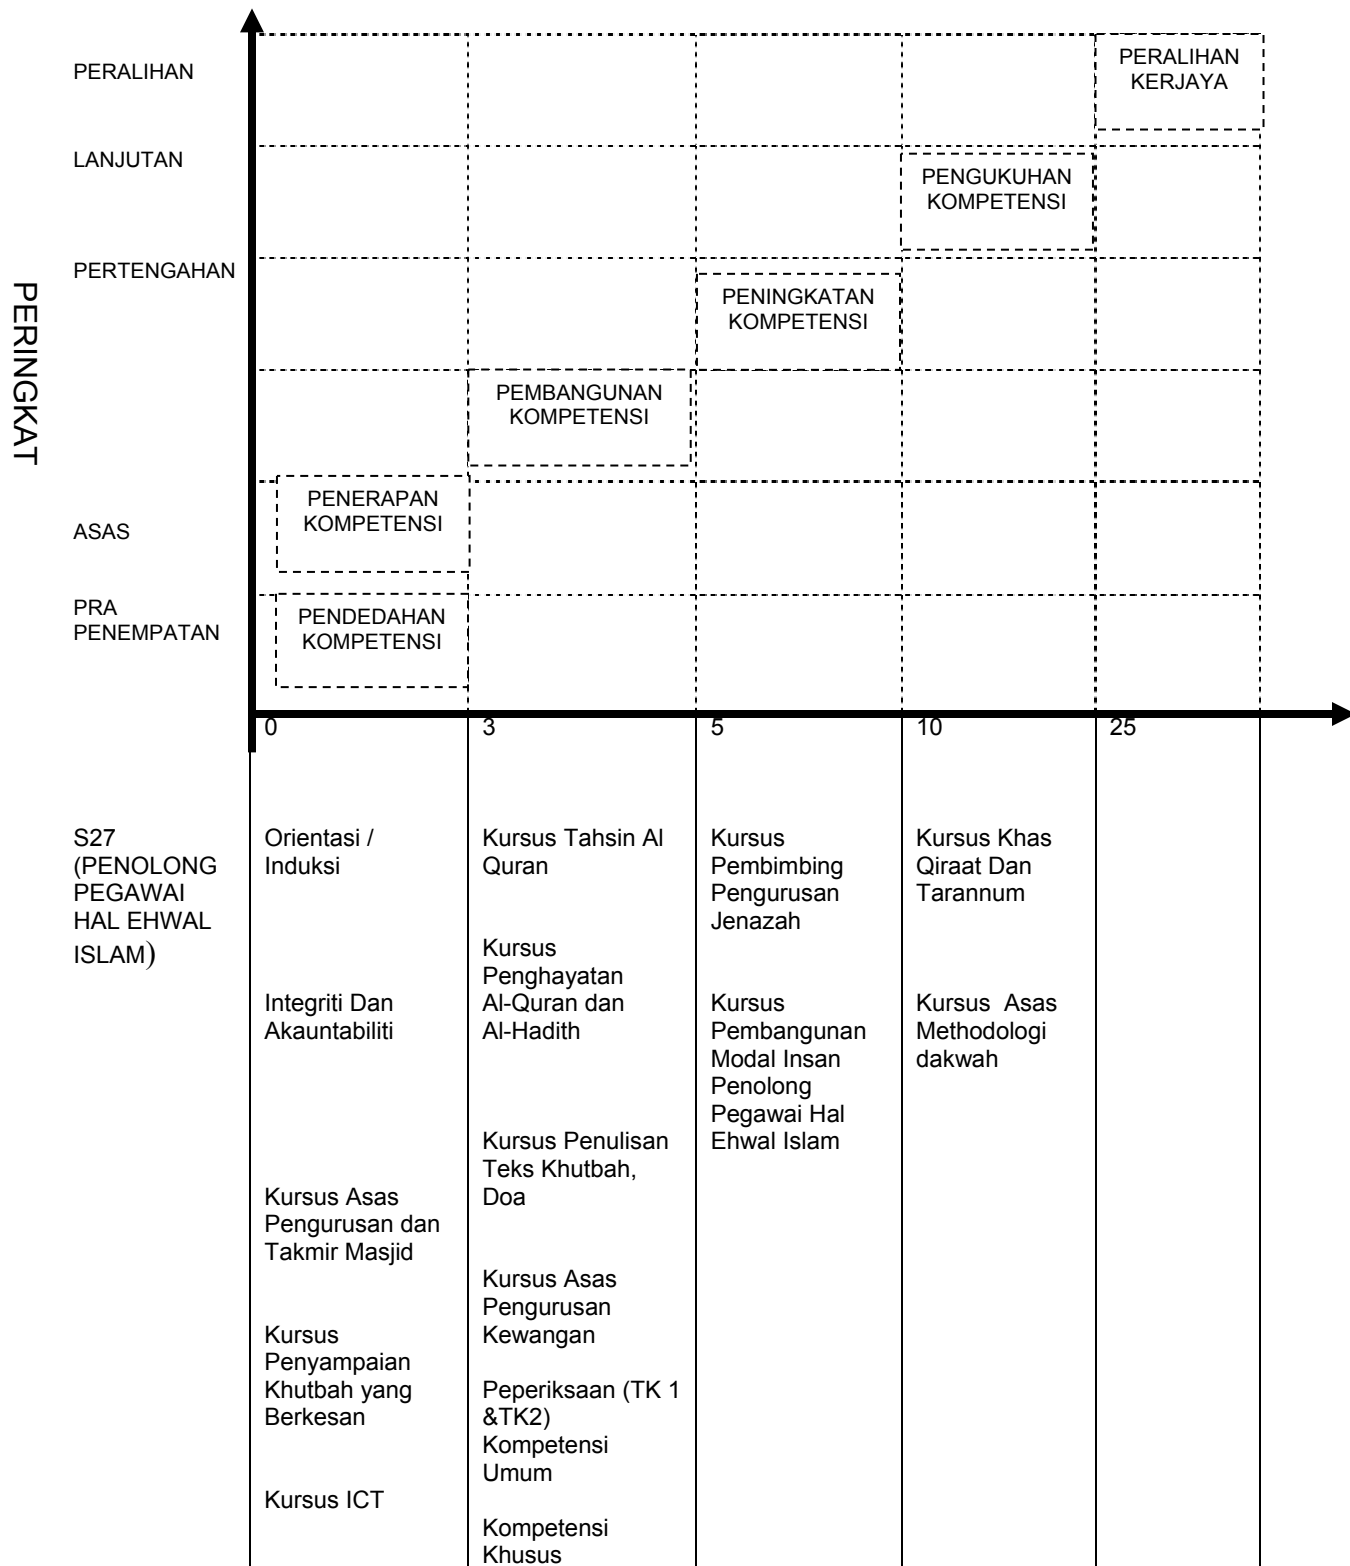 PERINGKAT
PERALIHAN
PERALIHAN
KERJAYA
LANJUTAN
PENGUKUHAN
KOMPETENSI
PERTENGAHAN
PENINGKATAN
KOMPETENSI
PEMBANGUNAN
KOMPETENSI
ASAS
PENERAPAN
KOMPETENSI
PRA
PENEMPATAN
PENDEDAHAN
KOMPETENSI
0
3
5
10
25
S27
(PENOLONG
PEGAWAI
HAL EHWAL
ISLAM)
Orientasi /
Induksi
Integriti Dan
Akauntabiliti
Kursus Asas
Pengurusan dan
Takmir Masjid
Kursus
Penyampaian
Khutbah yang
Berkesan
Kursus ICT
Kursus Tahsin Al
Quran
Kursus
Penghayatan
Al-Quran dan
Al-Hadith
Kursus Penulisan
Teks Khutbah,
Doa
Kursus Asas
Pengurusan
Kewangan
Peperiksaan (TK 1
&TK2)
Kompetensi
Umum
Kompetensi
Khusus
Kursus
Pembimbing
Pengurusan
Jenazah
Kursus
Pembangunan
Modal Insan
Penolong
Pegawai Hal
Ehwal Islam
Kursus Khas
Qiraat Dan
Tarannum
Kursus  Asas
Methodologi
dakwah